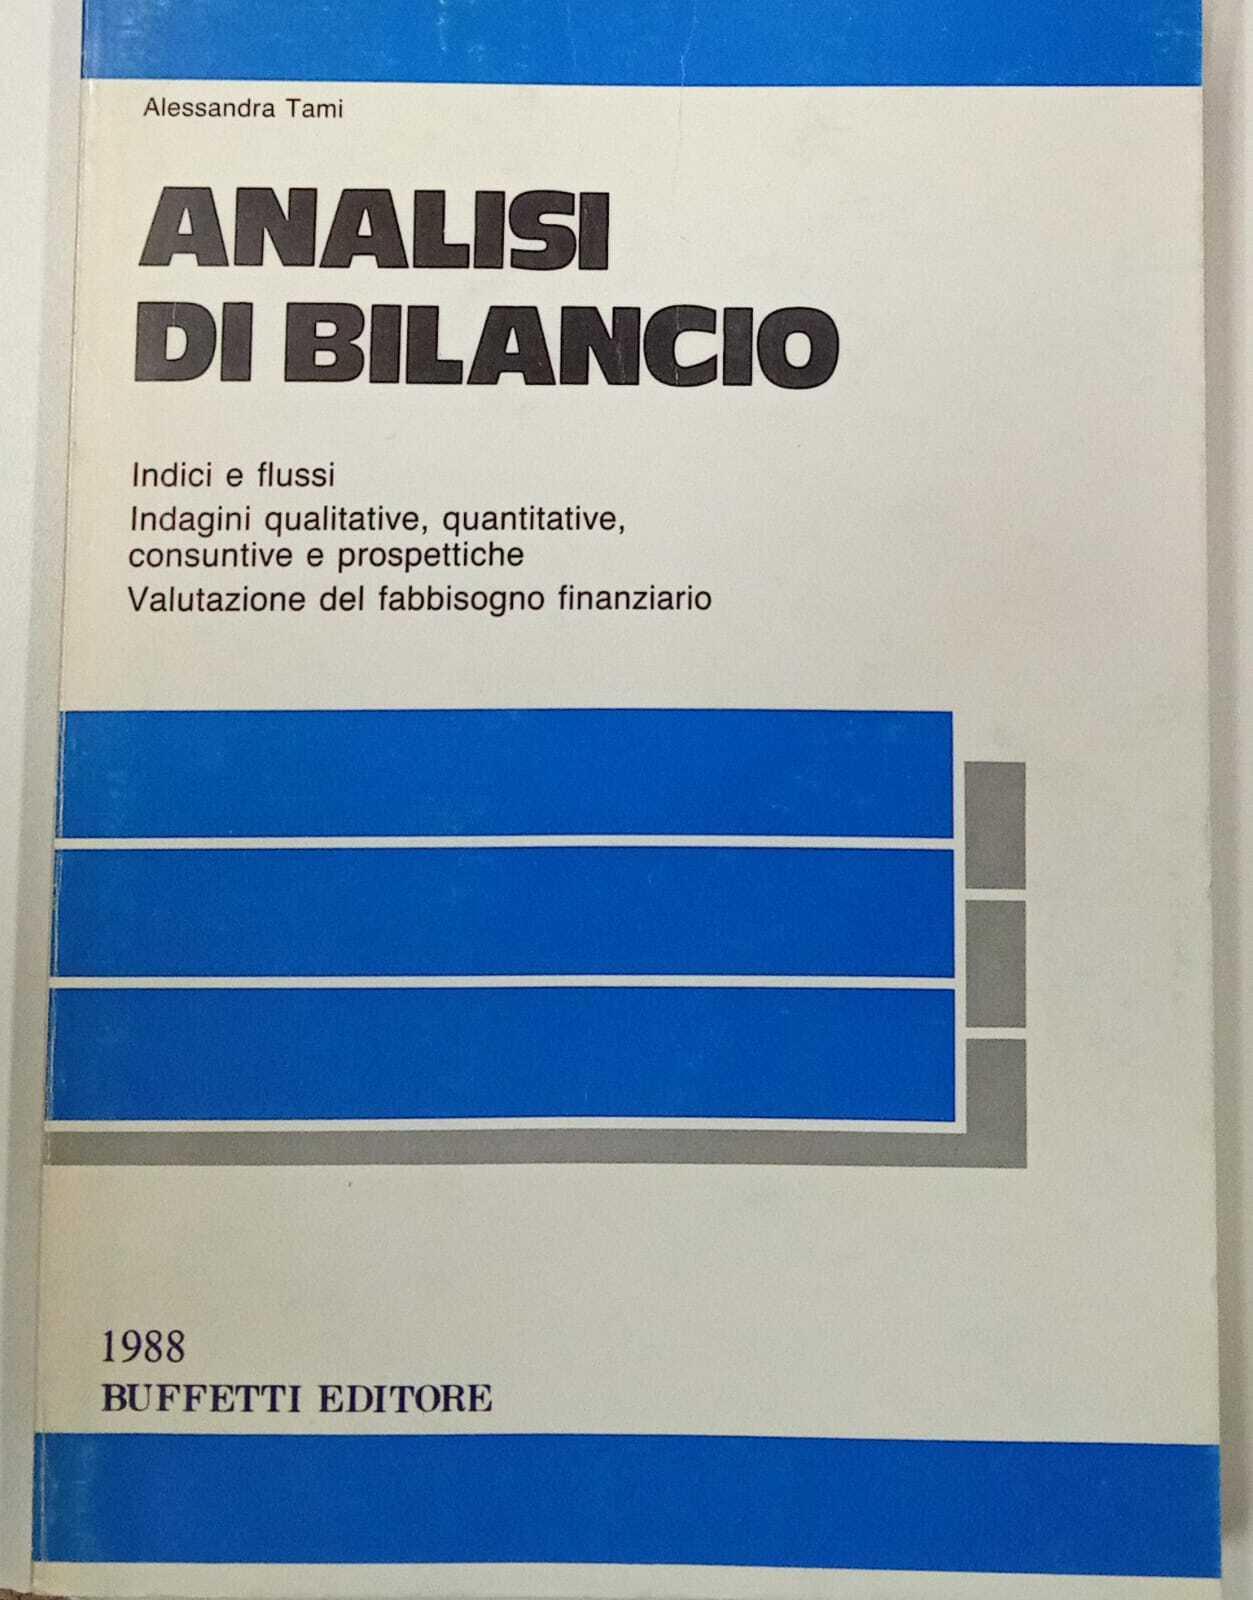 Alessandra Tami
ANALISI
DI BILANCIO
Indici e flussi
Indagini qualitative, quantitative,
consuntive e prospettiche
Valutazione del fabbisogno finanziario
1988
BUFFETTI EDITORE